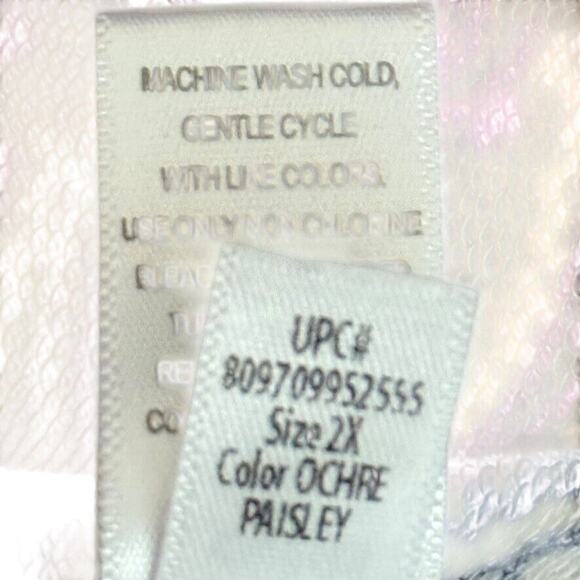 MACHINE WASH COLD,
GENTLE CYCLE
WITH LIKE COLORS.
USE ONLY NON CHLORINE
UPC#
809709952555
Size 2X
Color OCHRE
PAISLEY